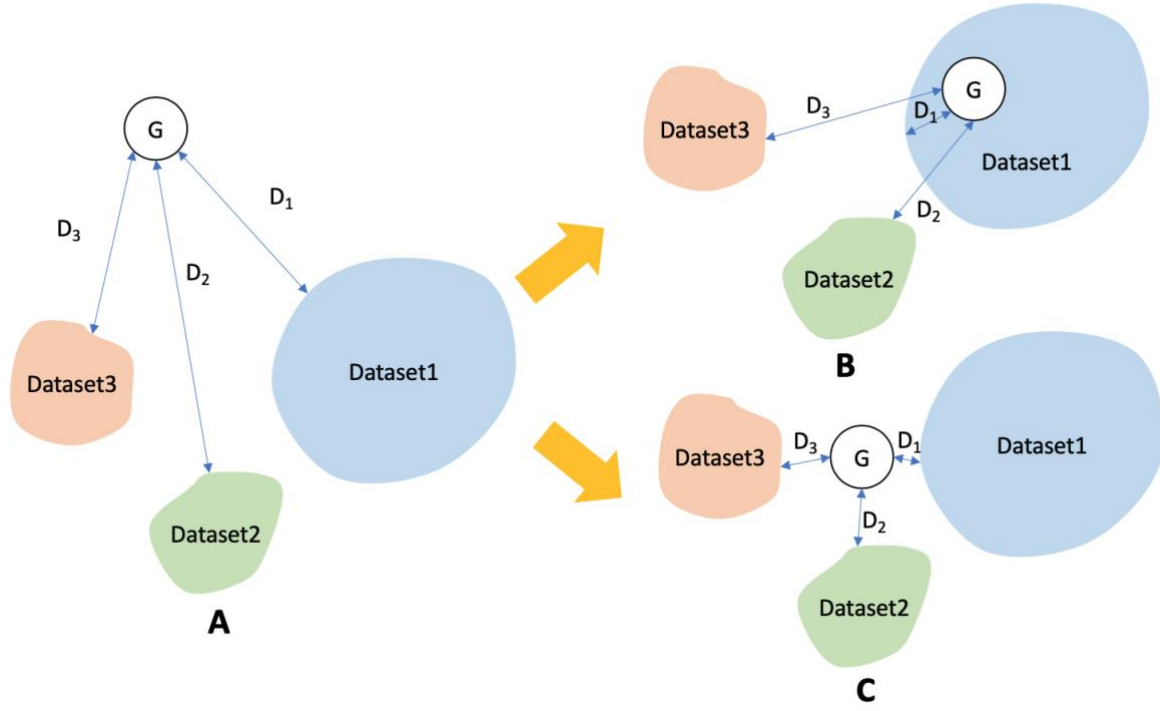 G
D₁
D₃
D₂
Dataset1
Dataset3
Dataset2
A
G
D₃
D₁
Dataset3
Dataset1
D₂
Dataset2
B
D₃
G
D₁
Dataset3
Dataset1
D₂
Dataset2
C